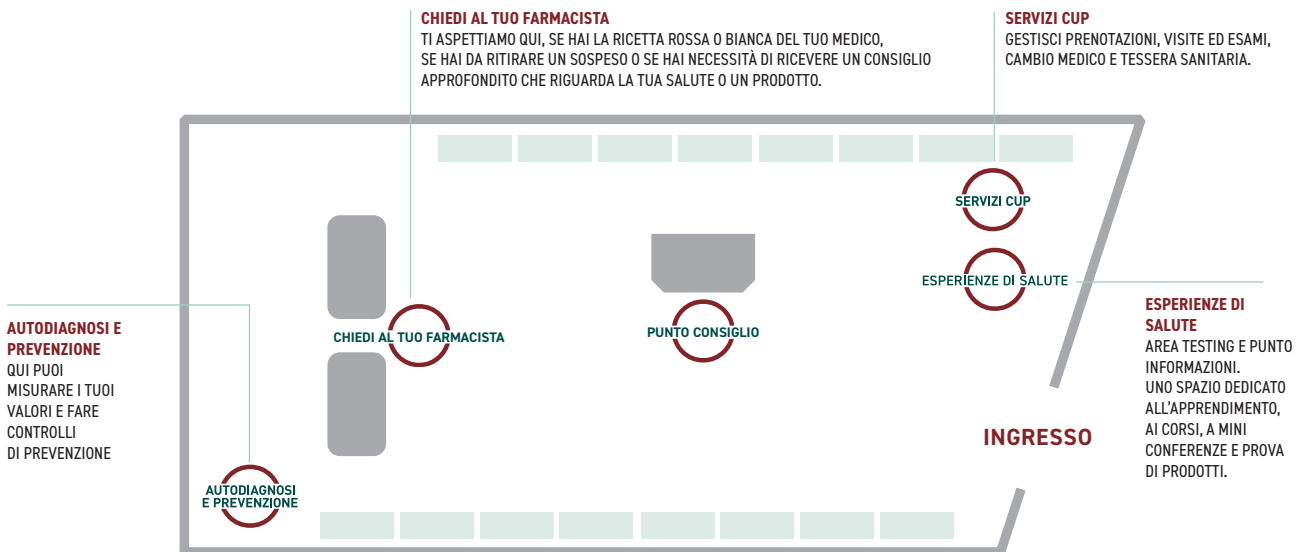 CHIEDI AL TUO FARMACISTA
TI ASPETTIAMO QUI, SE HAI LA RICETTA ROSSA O BIANCA DEL TUO MEDICO,
SE HAI DA RITIRARE UN SOSPESO O SE HAI NECESSITÀ DI RICEVERE UN CONSIGLIO
APPROFONDITO CHE RIGUARDA LA TUA SALUTE O UN PRODOTTO.
SERVIZI CUP
GESTISCI PRENOTAZIONI, VISITE ED ESAMI,
CAMBIO MEDICO E TESSERA SANITARIA.
SERVIZI CUP
ESPERIENZE DI SALUTE
CHIEDI AL TUO FARMACISTA
PUNTO CONSIGLIO
AUTODIAGNOSI E
PREVENZIONE
QUI PUOI
MISURARE I TUOI
VALORI E FARE
CONTROLLI
DI PREVENZIONE
ESPERIENZE DI
SALUTE
AREA TESTING E PUNTO
INFORMAZIONI.
UNO SPAZIO DEDICATO
ALL'APPRENDIMENTO,
AI CORSI, A MINI
CONFERENZE E PROVA
DI PRODOTTI.
INGRESSO
AUTODIAGNOSI
E PREVENZIONE